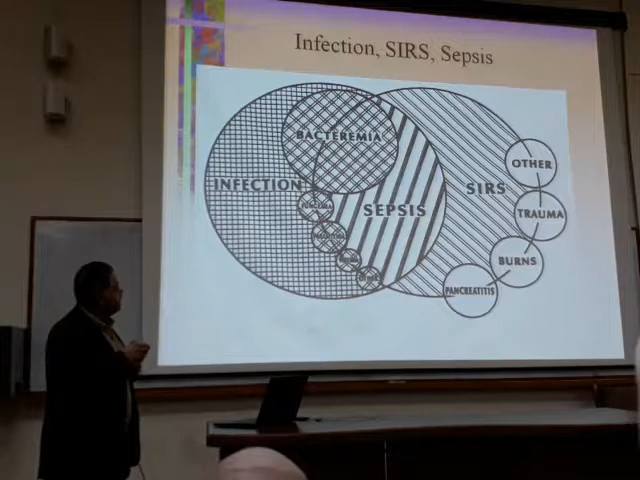 Infection, SIRS, Sepsis
BACTEREMIA
OTHER
INFECTION
SIRS
SEPSIS
TRAUMA
BURNS
PANCREATITIS